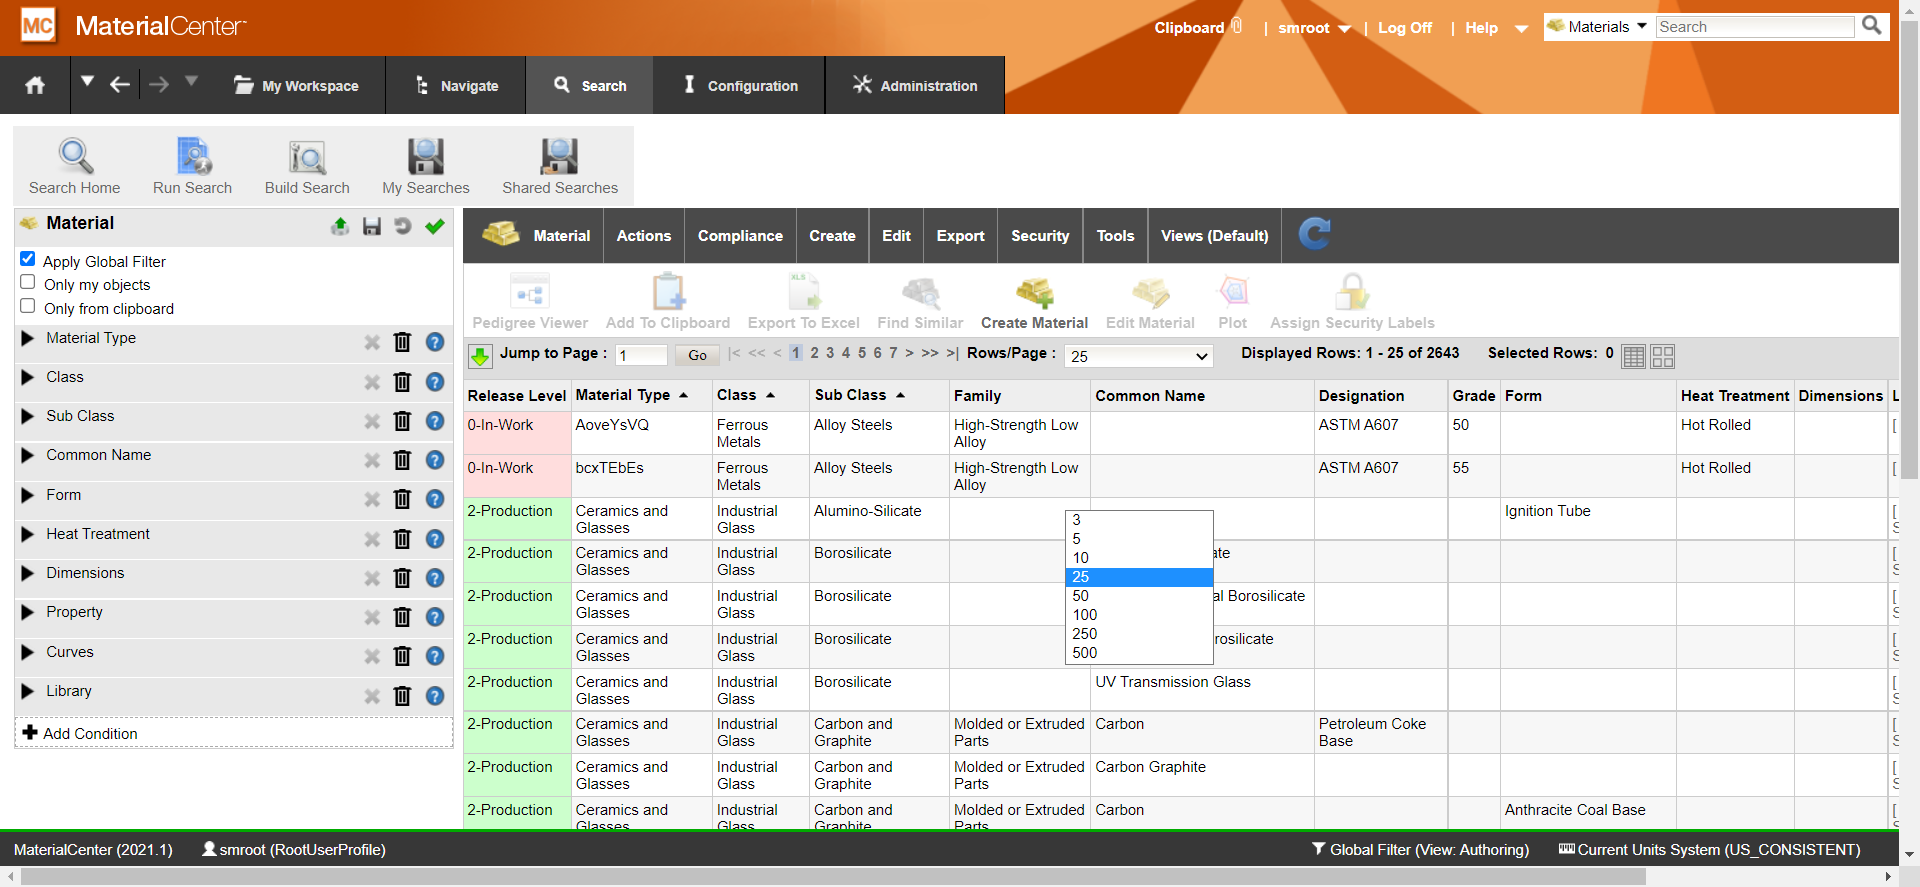 MC MaterialCenter
Clipboard | smroot | Log Off | Help Materials Search
My Workspace Navigate Search Configuration Administration
Search Home Run Search Build Search My Searches Shared Searches
Material
Apply Global Filter
Only my objects
Only from clipboard
Material Type
Class
Sub Class
Common Name
Form
Heat Treatment
Dimensions
Property
Curves
Library
Add Condition
Material Actions Compliance Create Edit Export Security Tools Views (Default)
Pedigree Viewer Add To Clipboard XLS Export To Excel Find Similar Create Material Edit Material Plot Assign Security Labels
Jump to Page : 1 Go |< << < 1 2 3 4 5 6 7 > >> >| Rows/Page : 25 Displayed Rows: 1 - 25 of 2643 Selected Rows: 0
Release Level Material Type Class Sub Class Family Common Name Designation Grade Form Heat Treatment Dimensions L
0-In-Work AoveYsVQ Ferrous Metals Alloy Steels High-Strength Low Alloy ASTM A607 50 Hot Rolled [
0-In-Work bcxTEbEs Ferrous Metals Alloy Steels High-Strength Low Alloy ASTM A607 55 Hot Rolled [
2-Production Ceramics and Glasses Industrial Glass Alumino-Silicate Ignition Tube [
2-Production Ceramics and Glasses Industrial Glass Borosilicate ate [
2-Production Ceramics and Glasses Industrial Glass Borosilicate al Borosilicate [
2-Production Ceramics and Glasses Industrial Glass Borosilicate rosilicate [
2-Production Ceramics and Glasses Industrial Glass Borosilicate UV Transmission Glass [
2-Production Ceramics and Glasses Industrial Glass Carbon and Graphite Molded or Extruded Parts Carbon Petroleum Coke Base [
2-Production Ceramics and Glasses Industrial Glass Carbon and Graphite Molded or Extruded Parts Carbon Graphite [
2-Production Ceramics and Glasses Industrial Glass Carbon and Graphite Molded or Extruded Parts Carbon Anthracite Coal Base [
3
5
10
25
50
100
250
500
MaterialCenter (2021.1) smroot (RootUserProfile) Global Filter (View: Authoring) Current Units System (US_CONSISTENT)